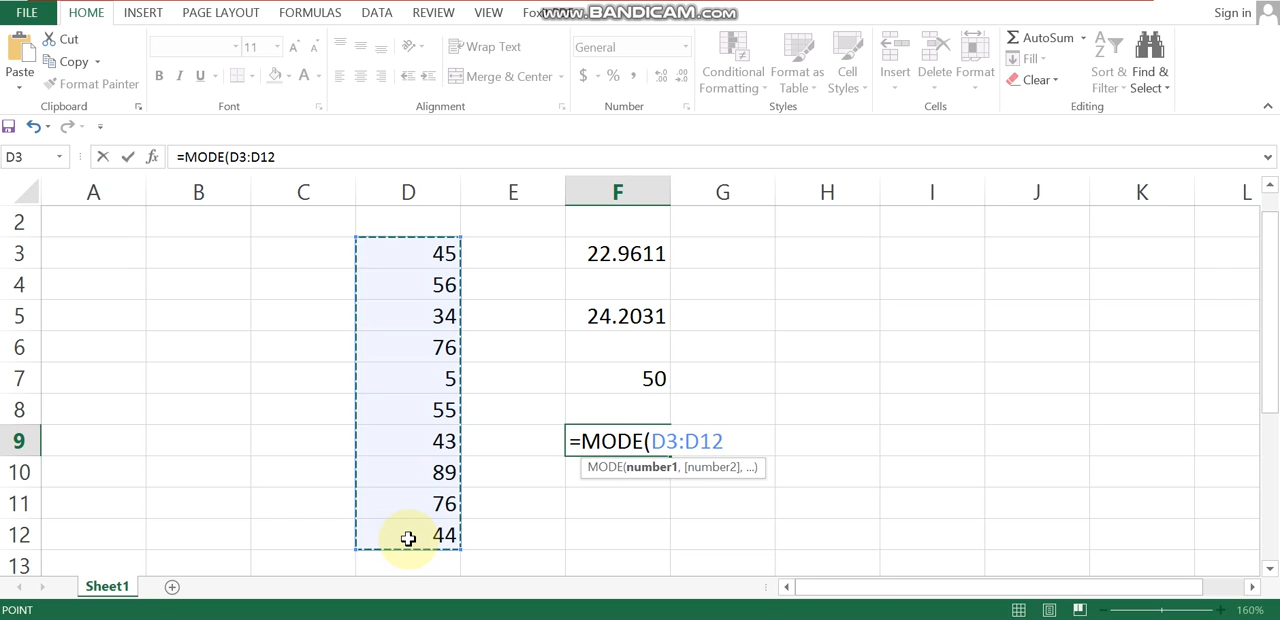 FILE HOME INSERT PAGE LAYOUT FORMULAS DATA REVIEW VIEW www.BANDICAM.com Sign in
Paste Cut Copy Format Painter
Clipboard
11
B I U A
Font
Wrap Text
Merge & Center
Alignment
General
$ % ,
Number
Conditional Formatting Format as Table Cell Styles
Styles
Insert Delete Format
Cells
AutoSum Fill Clear Sort & Filter Find & Select
Editing
D3 fx =MODE(D3:D12
A B C D E F G H I J K L
2
3 45 22.9611
4 56
5 34 24.2031
6 76
7 5 50
8 55
9 43 =MODE(D3:D12
10 89 MODE(number1, [number2], ...)
11 76
12 44
13
Sheet1
POINT 160%